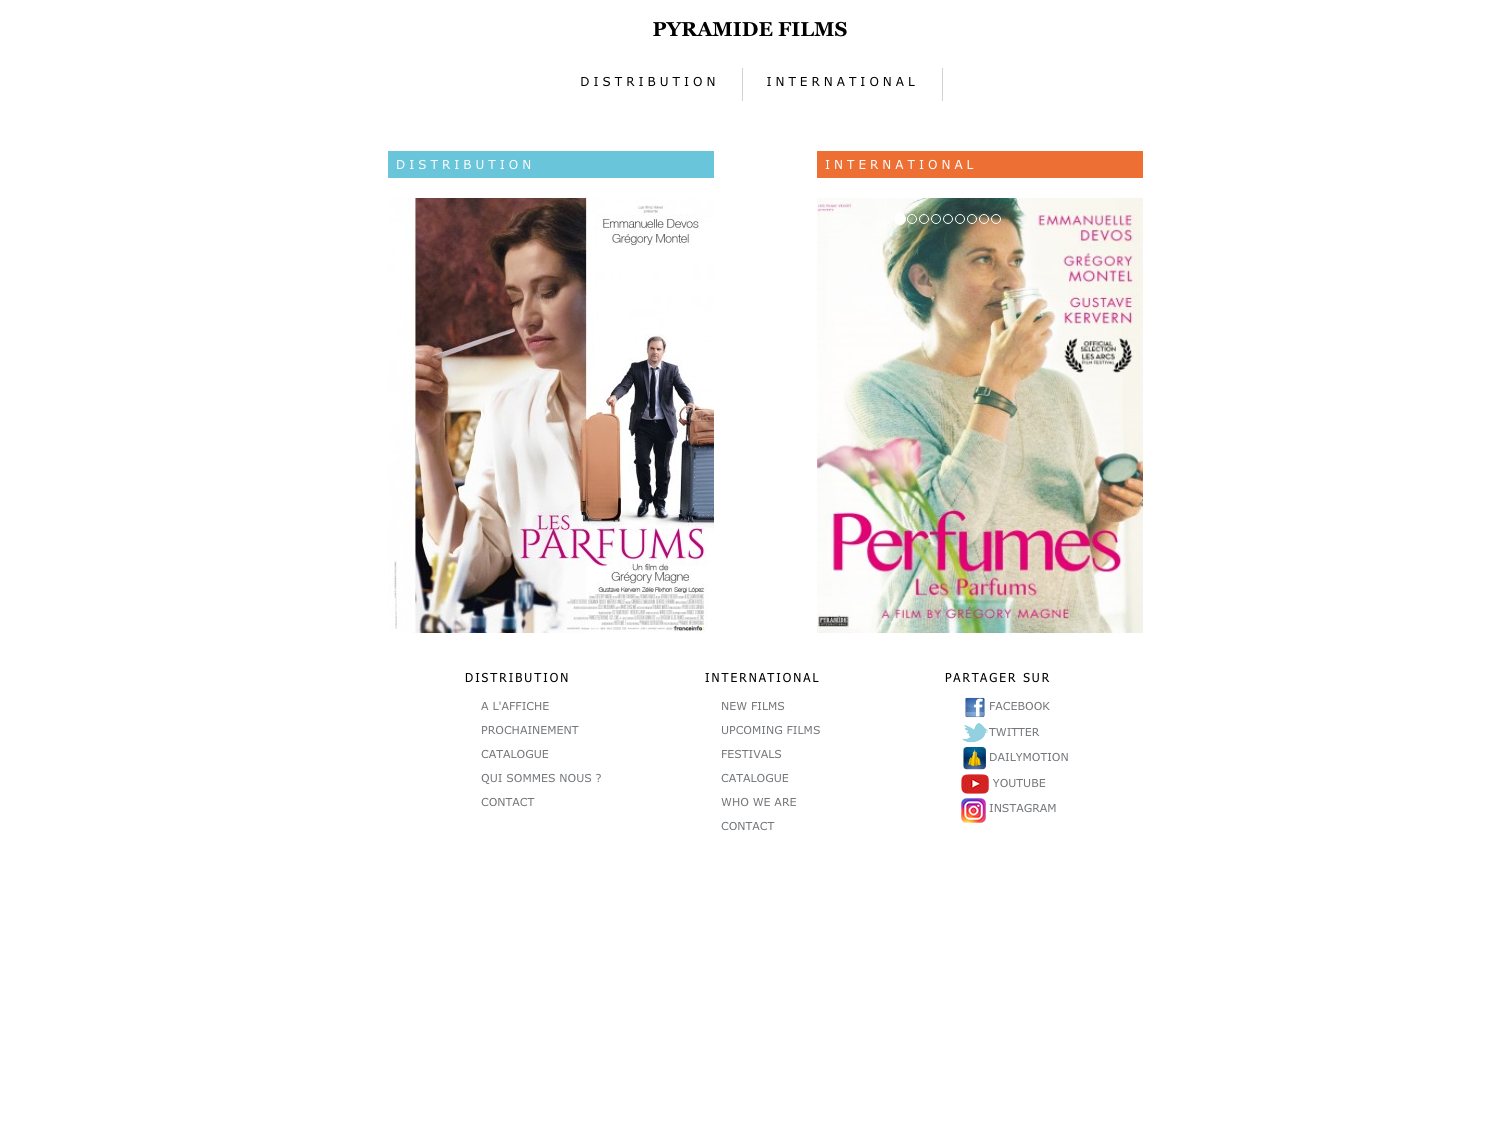 PYRAMIDE FILMS
DISTRIBUTION
INTERNATIONAL
DISTRIBUTION
INTERNATIONAL
Emmanuelle Devos
Grégory Montel
LES
PARFUMS
Un film de
Grégory Magne
Gustave Kervern Zélie Rixhon Sergi López
franceinfo
EMMANUELLE
DEVOS
GRÉGORY
MONTEL
GUSTAVE
KERVERN
OFFICIAL
SELECTION
LES ARCS
FILM FESTIVAL
Perfumes
Les Parfums
A FILM BY GRÉGORY MAGNE
PYRAMIDE
DISTRIBUTION
A L'AFFICHE
PROCHAINEMENT
CATALOGUE
QUI SOMMES NOUS ?
CONTACT
INTERNATIONAL
NEW FILMS
UPCOMING FILMS
FESTIVALS
CATALOGUE
WHO WE ARE
CONTACT
PARTAGER SUR
FACEBOOK
TWITTER
DAILYMOTION
YOUTUBE
INSTAGRAM